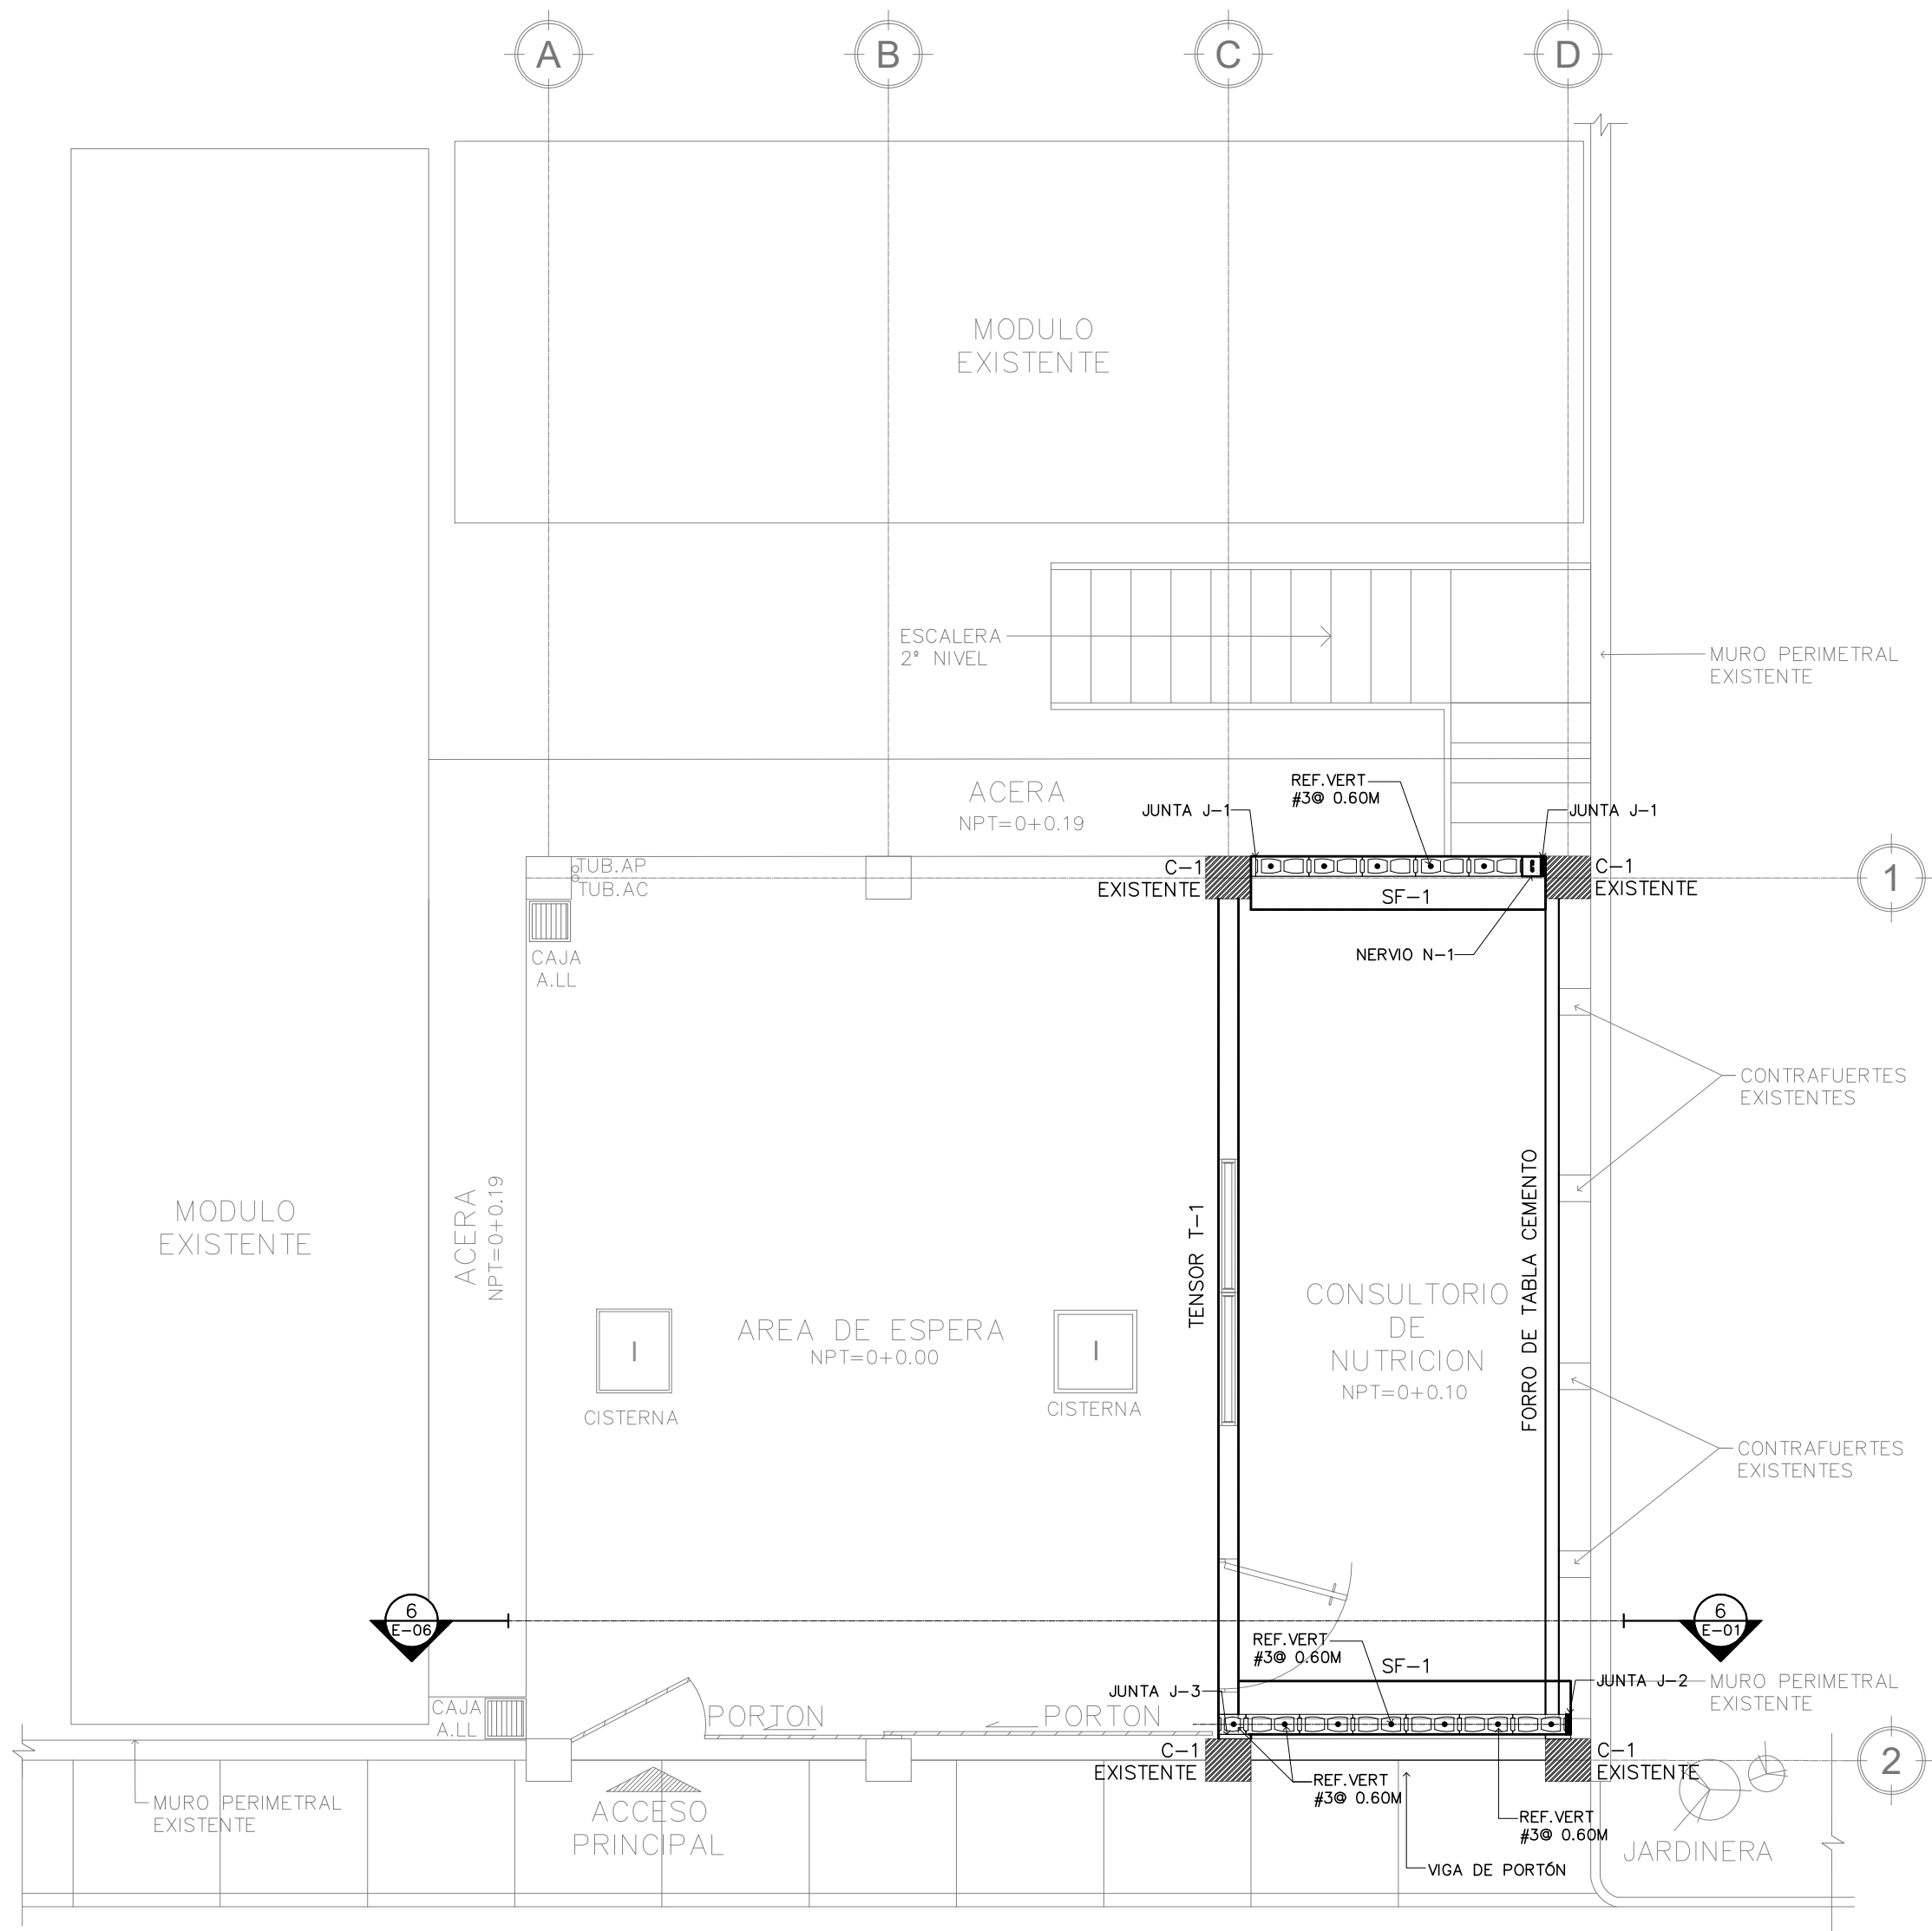 A
B
C
D
MODULO
EXISTENTE
ESCALERA
2º NIVEL
MURO PERIMETRAL
EXISTENTE
ACERA
NPT=0+0.19
REF.VERT
#3@ 0.60M
JUNTA J-1
JUNTA J-1
TUB.AP
TUB.AC
C-1
EXISTENTE
C-1
EXISTENTE
1
SF-1
NERVIO N-1
CAJA
A.LL
CONTRAFUERTES
EXISTENTES
MODULO
EXISTENTE
ACERA
NPT=0+0.19
TENSOR T-1
FORRO DE TABLA CEMENTO
CONSULTORIO
DE
NUTRICION
NPT=0+0.10
AREA DE ESPERA
NPT=0+0.00
I
I
CISTERNA
CISTERNA
CONTRAFUERTES
EXISTENTES
6
E-06
6
E-01
REF.VERT
#3@ 0.60M
SF-1
JUNTA J-3
JUNTA J-2
MURO PERIMETRAL
EXISTENTE
CAJA
A.LL
PORTON
PORTON
C-1
EXISTENTE
C-1
EXISTENTE
2
REF.VERT
#3@ 0.60M
MURO PERIMETRAL
EXISTENTE
ACCESO
PRINCIPAL
REF.VERT
#3@ 0.60M
JARDINERA
VIGA DE PORTÓN